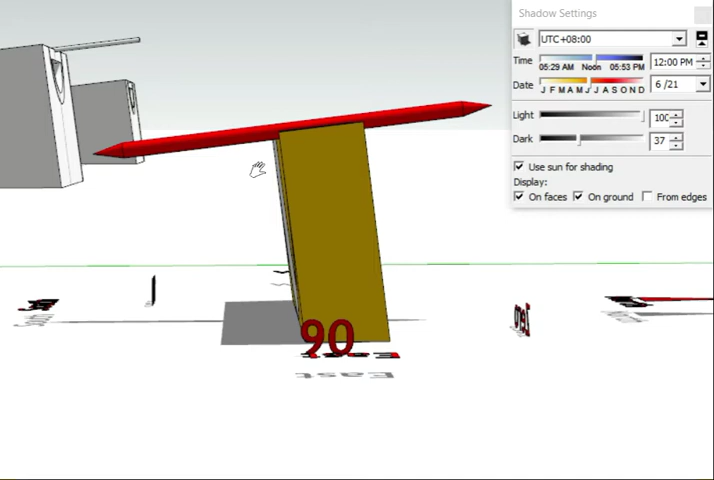 Shadow Settings
UTC+08:00
Time
05:29 AM Noon 05:53 PM
12:00 PM
Date
J F M A M J J A S O N D
6 /21
Light
100
Dark
37
Use sun for shading
Display:
On faces On ground From edges
90
East